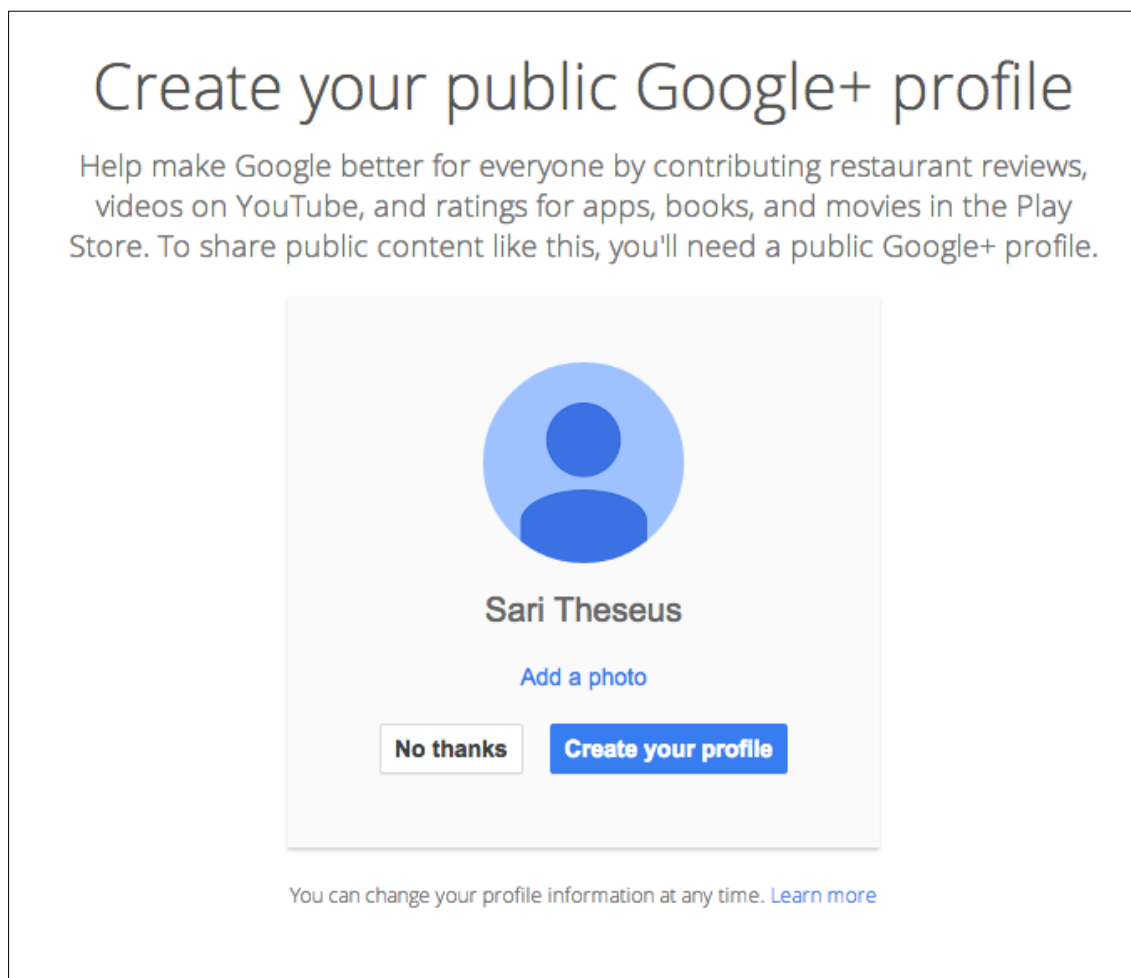 Create your public Google+ profile
Help make Google better for everyone by contributing restaurant reviews,
videos on YouTube, and ratings for apps, books, and movies in the Play
Store. To share public content like this, you'll need a public Google+ profile.
Sari Theseus
Add a photo
No thanks Create your profile
You can change your profile information at any time. Learn more